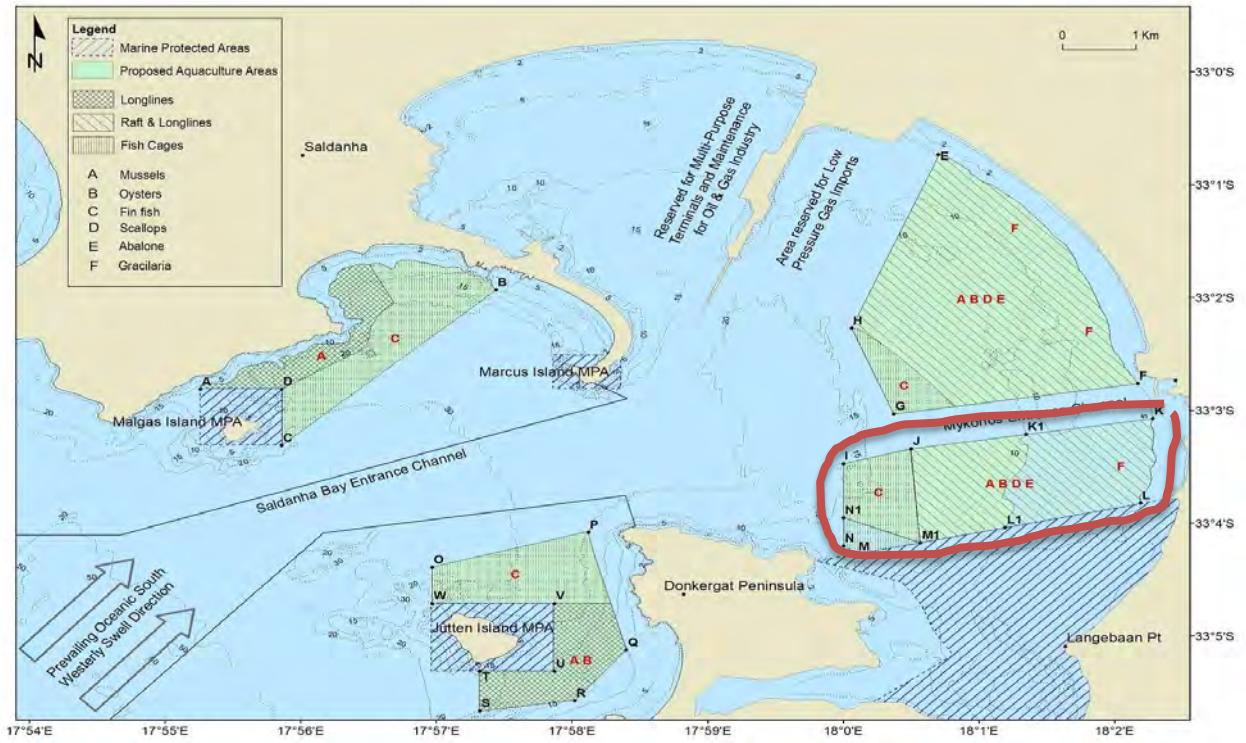 Legend
Marine Protected Areas
Proposed Aquaculture Areas
Longlines
Raft & Longlines
Fish Cages
A Mussels
B Oysters
C Fin fish
D Scallops
E Abalone
F Gracilaria
N
0 1 Km
33°0'S
33°1'S
33°2'S
33°3'S
33°4'S
33°5'S
Saldanha
Reserved for Multi-Purpose
Terminals and Maintenance
for Oil & Gas Industry
Area reserved for Low
Pressure Gas Imports
E
F
A B D E
F
H
C
G
F
B
C
A
A
D
Malgas Island MPA
C
Marcus Island MPA
Saldanha Bay Entrance Channel
Mykonos Entrance Channel
K
K1
J
I
C
A B D E
F
N1
N
M
M1
L1
L
P
O
C
W
V
Jutten Island MPA
U
T
A B
Q
S
R
Donkergat Peninsula
Langebaan Pt
Prevailing Oceanic South
Westerly Swell Direction
17°54'E 17°55'E 17°56'E 17°57'E 17°58'E 17°59'E 18°0'E 18°1'E 18°2'E